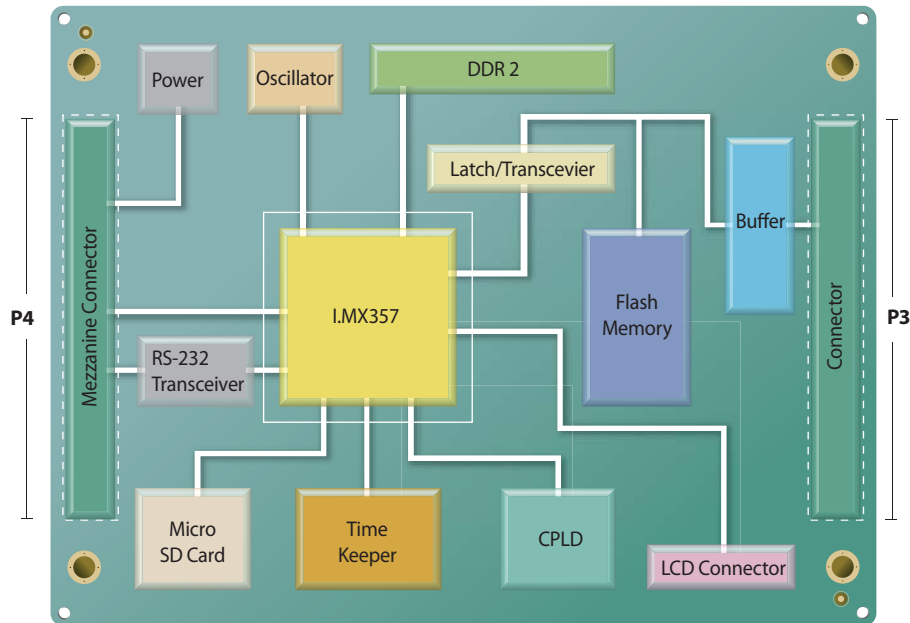 Power
Oscillator
DDR 2
Latch/Transcevier
Buffer
P4
Mezzanine Connector
I.MX357
Flash
Memory
Connector
P3
RS-232
Transceiver
Micro
SD Card
Time
Keeper
CPLD
LCD Connector